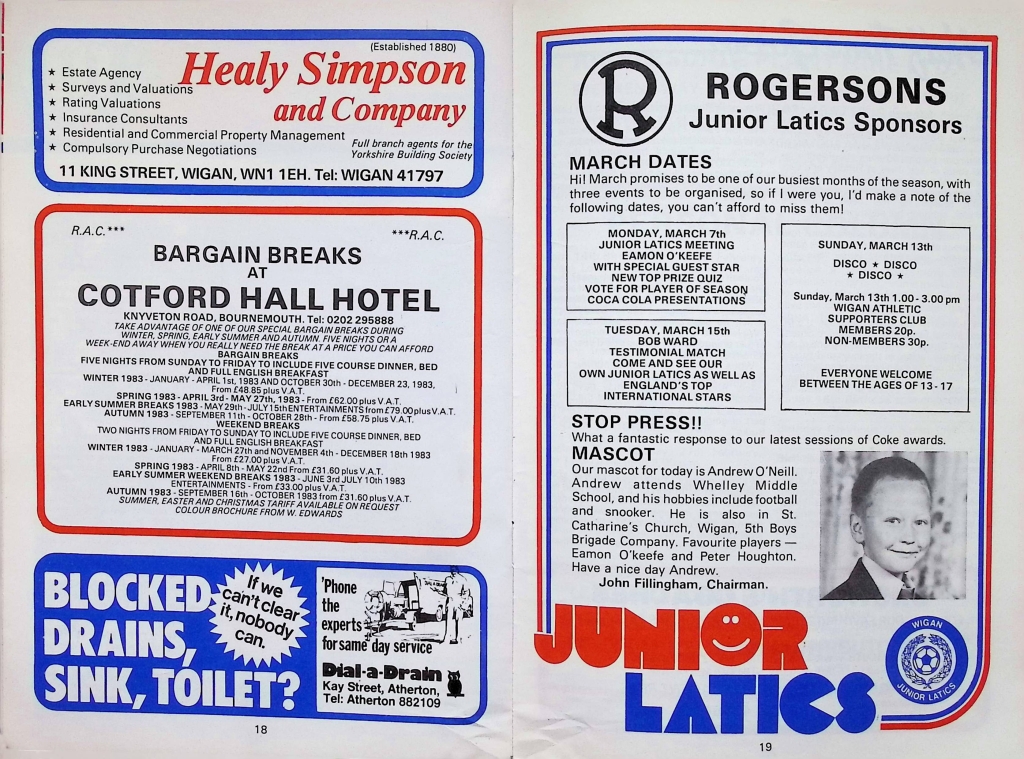 (Established 1880)
Healy Simpson
and Company
★ Estate Agency
★ Surveys and Valuations
★ Rating Valuations
★ Insurance Consultants
★ Residential and Commercial Property Management
★ Compulsory Purchase Negotiations
Full branch agents for the
Yorkshire Building Society
11 KING STREET, WIGAN, WN1 1EH. Tel: WIGAN 41797
R.A.C.*** ***R.A.C.
BARGAIN BREAKS
AT
COTFORD HALL HOTEL
KNYVETON ROAD, BOURNEMOUTH. Tel: 0202 295888
TAKE ADVANTAGE OF ONE OF OUR SPECIAL BARGAIN BREAKS DURING
WINTER, SPRING, EARLY SUMMER AND AUTUMN. FIVE NIGHTS OR A
WEEK-END AWAY WHEN YOU REALLY NEED THE BREAK AT A PRICE YOU CAN AFFORD
BARGAIN BREAKS
FIVE NIGHTS FROM SUNDAY TO FRIDAY TO INCLUDE FIVE COURSE DINNER, BED
AND FULL ENGLISH BREAKFAST
WINTER 1983 - JANUARY - APRIL 1st, 1983 AND OCTOBER 30th - DECEMBER 23, 1983,
From £48.85 plus V.A.T.
SPRING 1983 - APRIL 3rd - MAY 27th, 1983 - From £62.00 plus V.A.T.
EARLY SUMMER BREAKS 1983 - MAY 29th - JULY 15th ENTERTAINMENTS from £79.00 plus V.A.T.
AUTUMN 1983 - SEPTEMBER 11th - OCTOBER 28th - From £58.75 plus V.A.T.
WEEKEND BREAKS
TWO NIGHTS FROM FRIDAY TO SUNDAY TO INCLUDE FIVE COURSE DINNER, BED
AND FULL ENGLISH BREAKFAST
WINTER 1983 - JANUARY - MARCH 27th and NOVEMBER 4th - DECEMBER 18th 1983
From £27.00 plus V.A.T.
SPRING 1983 - APRIL 8th - MAY 22nd From £31.60 plus V.A.T.
EARLY SUMMER WEEKEND BREAKS 1983 - JUNE 3rd JULY 10th 1983
ENTERTAINMENTS - From £33.00 plus V.A.T.
AUTUMN 1983 - SEPTEMBER 16th - OCTOBER 1983 from £31.60 plus V.A.T.
SUMMER, EASTER AND CHRISTMAS TARIFF AVAILABLE ON REQUEST
COLOUR BROCHURE FROM W. EDWARDS
BLOCKED
DRAINS,
SINK, TOILET?
If we
can't clear
it, nobody
can.
'Phone
the
experts
for same day service
Dial-a-Drain
Kay Street, Atherton,
Tel: Atherton 882109
18
R
ROGERSONS
Junior Latics Sponsors
MARCH DATES
Hi! March promises to be one of our busiest months of the season, with
three events to be organised, so if I were you, I'd make a note of the
following dates, you can't afford to miss them!
MONDAY, MARCH 7th
JUNIOR LATICS MEETING
EAMON O'KEEFE
WITH SPECIAL GUEST STAR
NEW TOP PRIZE QUIZ
VOTE FOR PLAYER OF SEASON
COCA COLA PRESENTATIONS
TUESDAY, MARCH 15th
BOB WARD
TESTIMONIAL MATCH
COME AND SEE OUR
OWN JUNIOR LATICS AS WELL AS
ENGLAND'S TOP
INTERNATIONAL STARS
SUNDAY, MARCH 13th
DISCO ★ DISCO
★ DISCO ★
Sunday, March 13th 1.00 - 3.00 pm
WIGAN ATHLETIC
SUPPORTERS CLUB
MEMBERS 20p.
NON-MEMBERS 30p.
EVERYONE WELCOME
BETWEEN THE AGES OF 13 - 17
STOP PRESS!!
What a fantastic response to our latest sessions of Coke awards.
MASCOT
Our mascot for today is Andrew O'Neill.
Andrew attends Whelley Middle
School, and his hobbies include football
and snooker. He is also in St.
Catharine's Church, Wigan, 5th Boys
Brigade Company. Favourite players —
Eamon O'keefe and Peter Houghton.
Have a nice day Andrew.
John Fillingham, Chairman.
JUNIOR
LATICS
WIGAN
JUNIOR LATICS
19